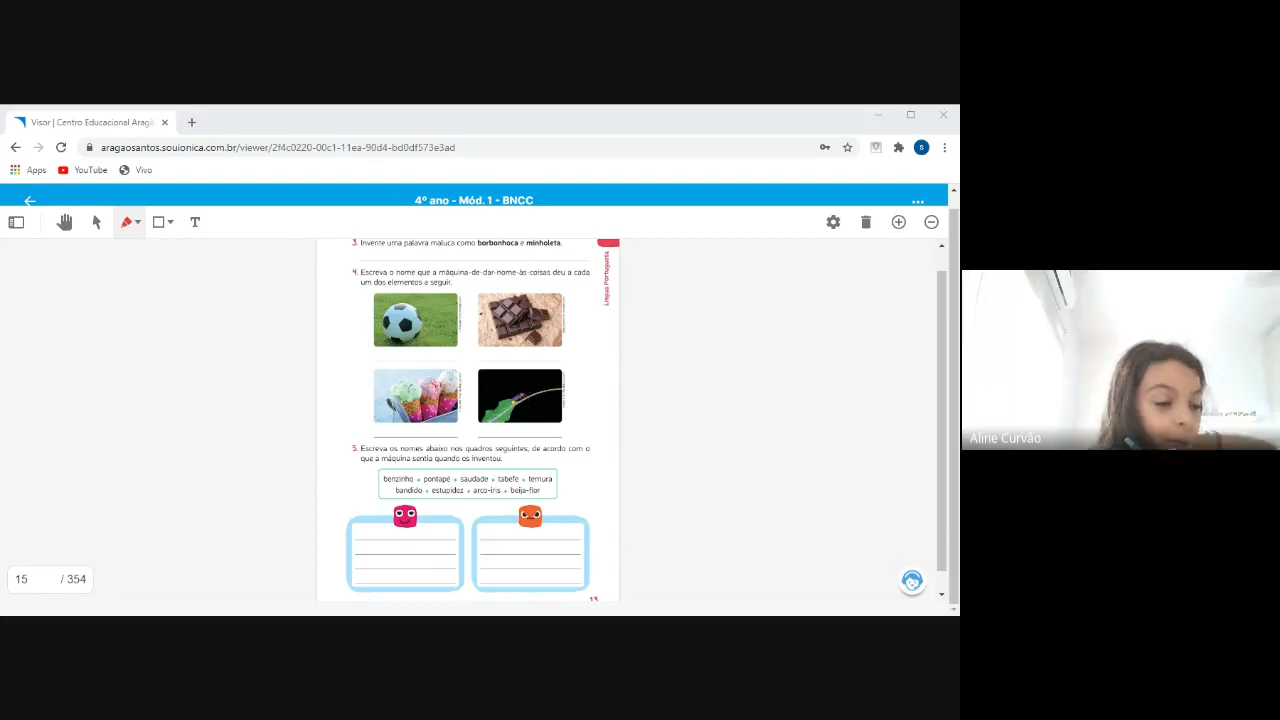 Visor | Centro Educacional Aragã
aragaosantos.souionica.com.br/viewer/2f4c0220-00c1-11ea-90d4-bd0df573e3ad
S
Apps YouTube Vivo
4º ano - Mód. 1 - BNCC
T
3. Invente uma palavra maluca como borbonhoca e minholeta.
Língua Portuguesa
4. Escreva o nome que a máquina-de-dar-nome-às-coisas deu a cada
um dos elementos a seguir.
5. Escreva os nomes abaixo nos quadros seguintes, de acordo com o
que a máquina sentia quando os inventou.
benzinho • pontapé • saudade • tabefe • ternura
bandido • estupidez • arco-íris • beija-flor
15 / 354
Aline Curvão